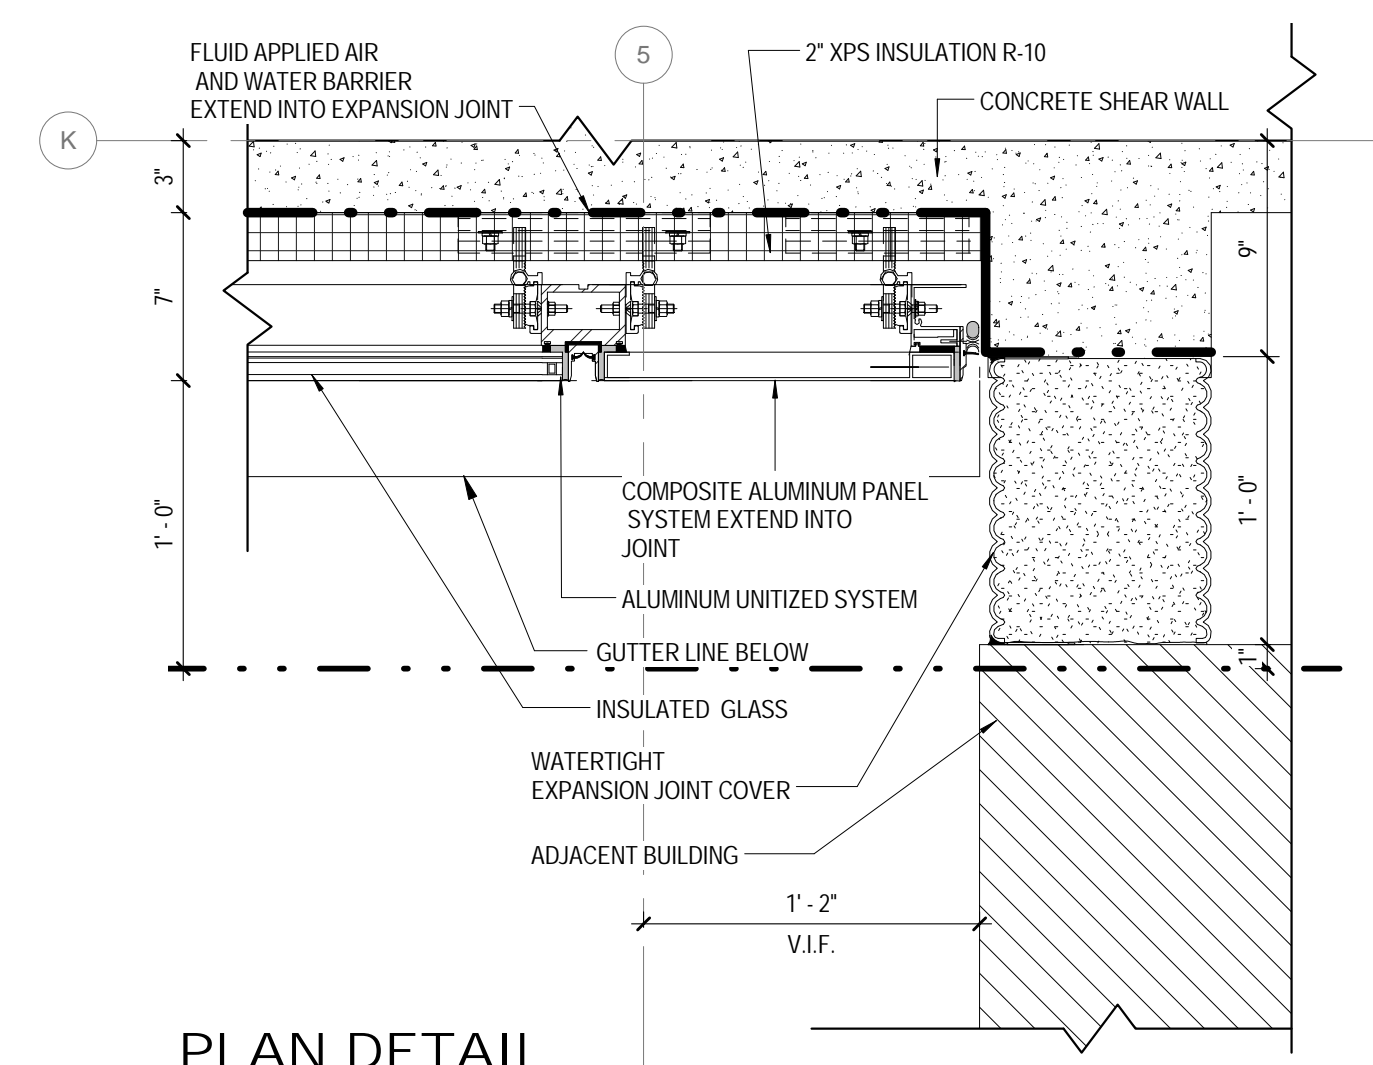 FLUID APPLIED AIR
AND WATER BARRIER
EXTEND INTO EXPANSION JOINT
5
2" XPS INSULATION R-10
CONCRETE SHEAR WALL
K
3"
9"
7"
1' - 0"
1' - 0"
COMPOSITE ALUMINUM PANEL
SYSTEM EXTEND INTO
JOINT
ALUMINUM UNITIZED SYSTEM
GUTTER LINE BELOW
1"
INSULATED GLASS
WATERTIGHT
EXPANSION JOINT COVER
ADJACENT BUILDING
1' - 2"
V.I.F.
PLAN DETAIL